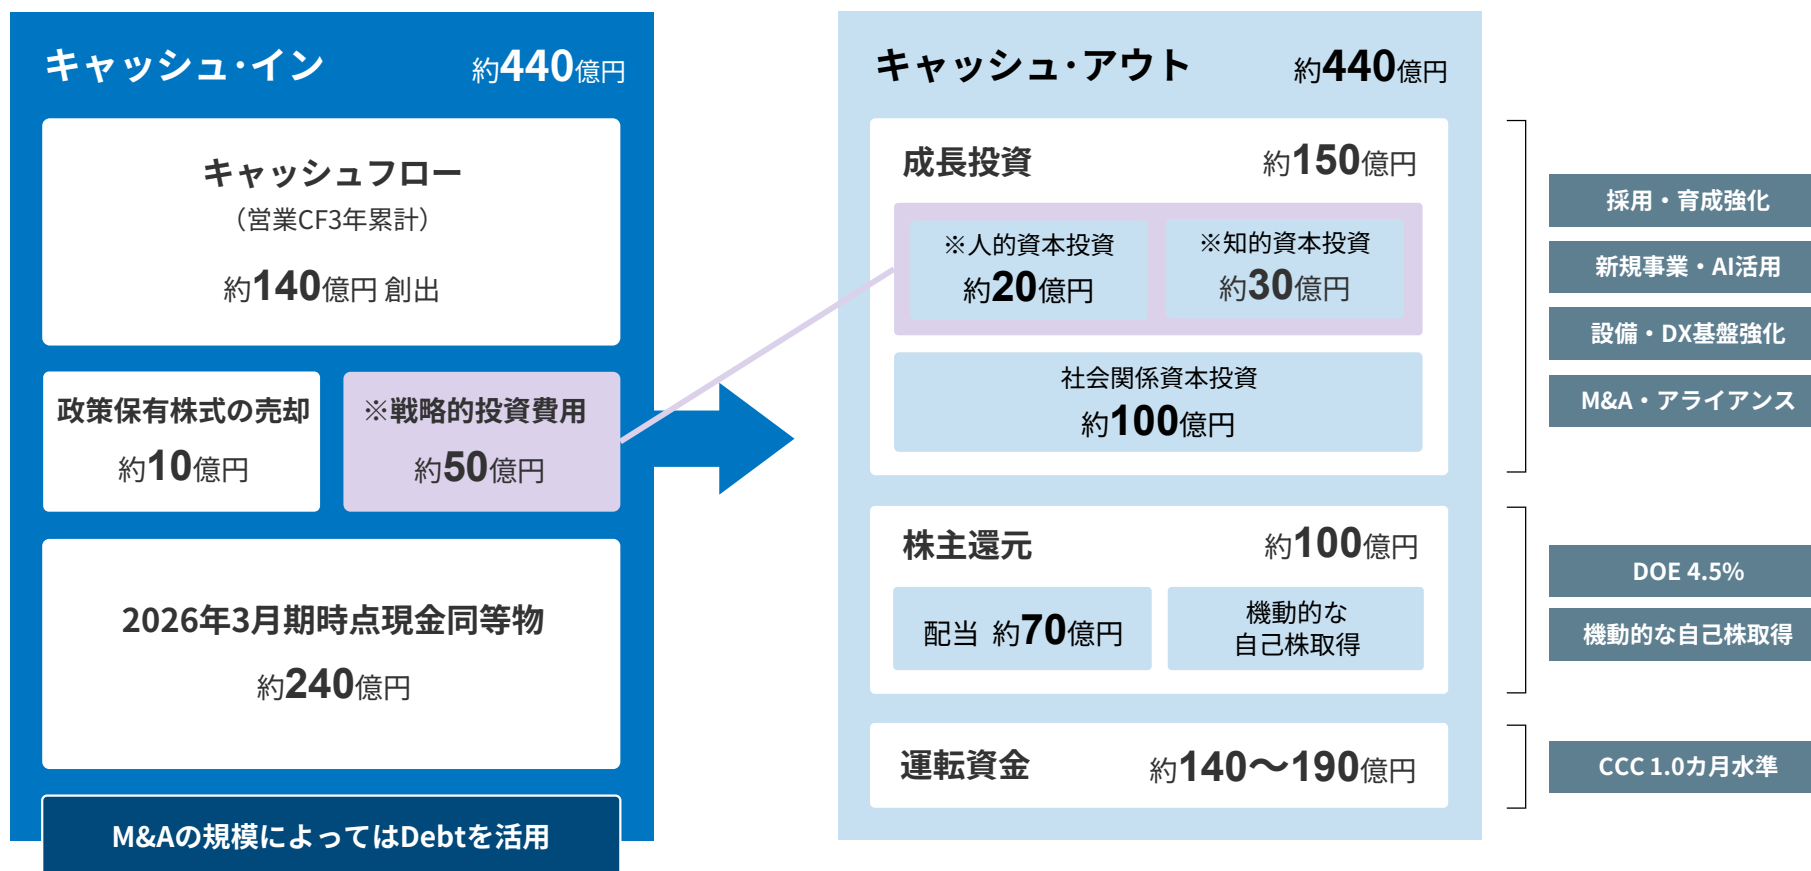 キャッシュ･イン 約440億円
キャッシュフロー
（営業CF3年累計）
約140億円 創出
政策保有株式の売却
約10億円
※戦略的投資費用
約50億円
2026年3月期時点現金同等物
約240億円
M&Aの規模によってはDebtを活用
キャッシュ･アウト 約440億円
成長投資 約150億円
※人的資本投資
約20億円
※知的資本投資
約30億円
社会関係資本投資
約100億円
株主還元 約100億円
配当 約70億円
機動的な
自己株取得
運転資金 約140〜190億円
採用・育成強化
新規事業・AI活用
設備・DX基盤強化
M&A・アライアンス
DOE 4.5%
機動的な自己株取得
CCC 1.0カ月水準